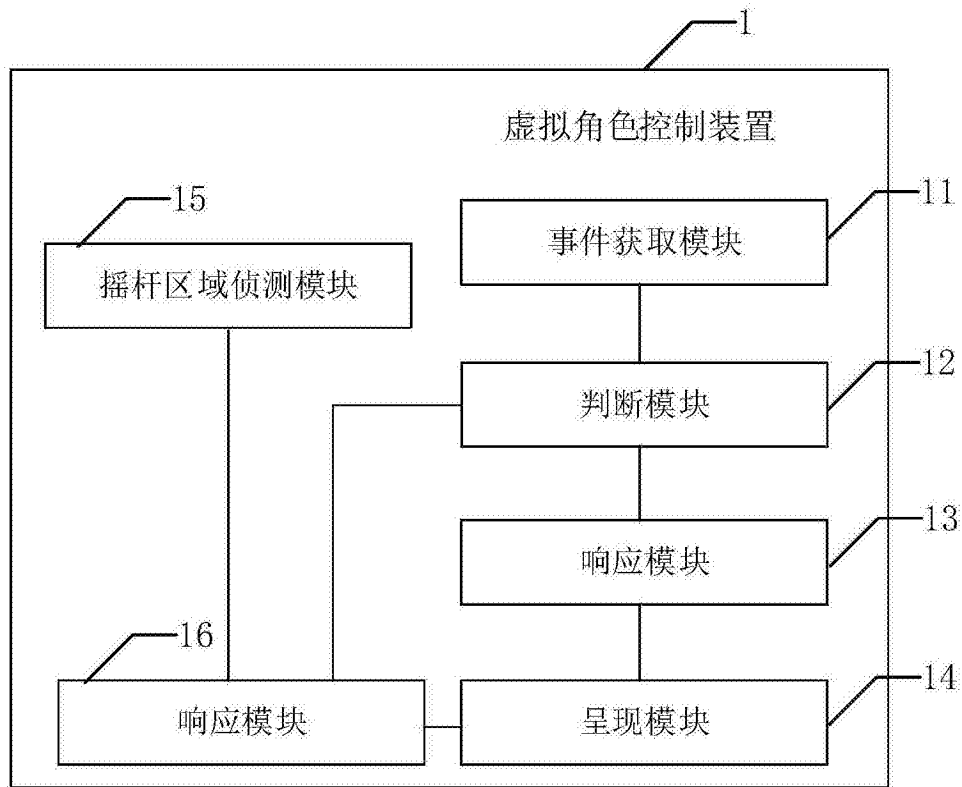 1
虚拟角色控制装置
15
11
事件获取模块
摇杆区域侦测模块
12
判断模块
13
响应模块
16
14
响应模块
呈现模块